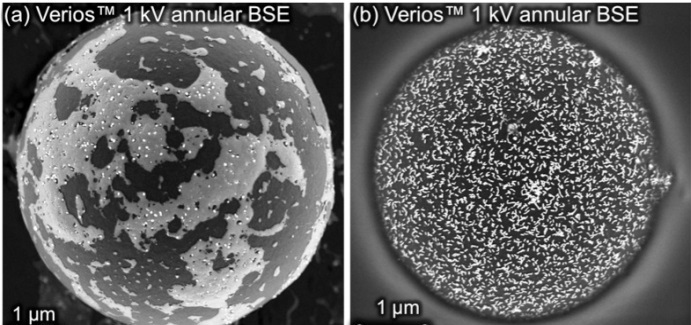 (a) Verios™ 1 kV annular BSE
1 µm
(b) Verios™ 1 kV annular BSE
1 µm